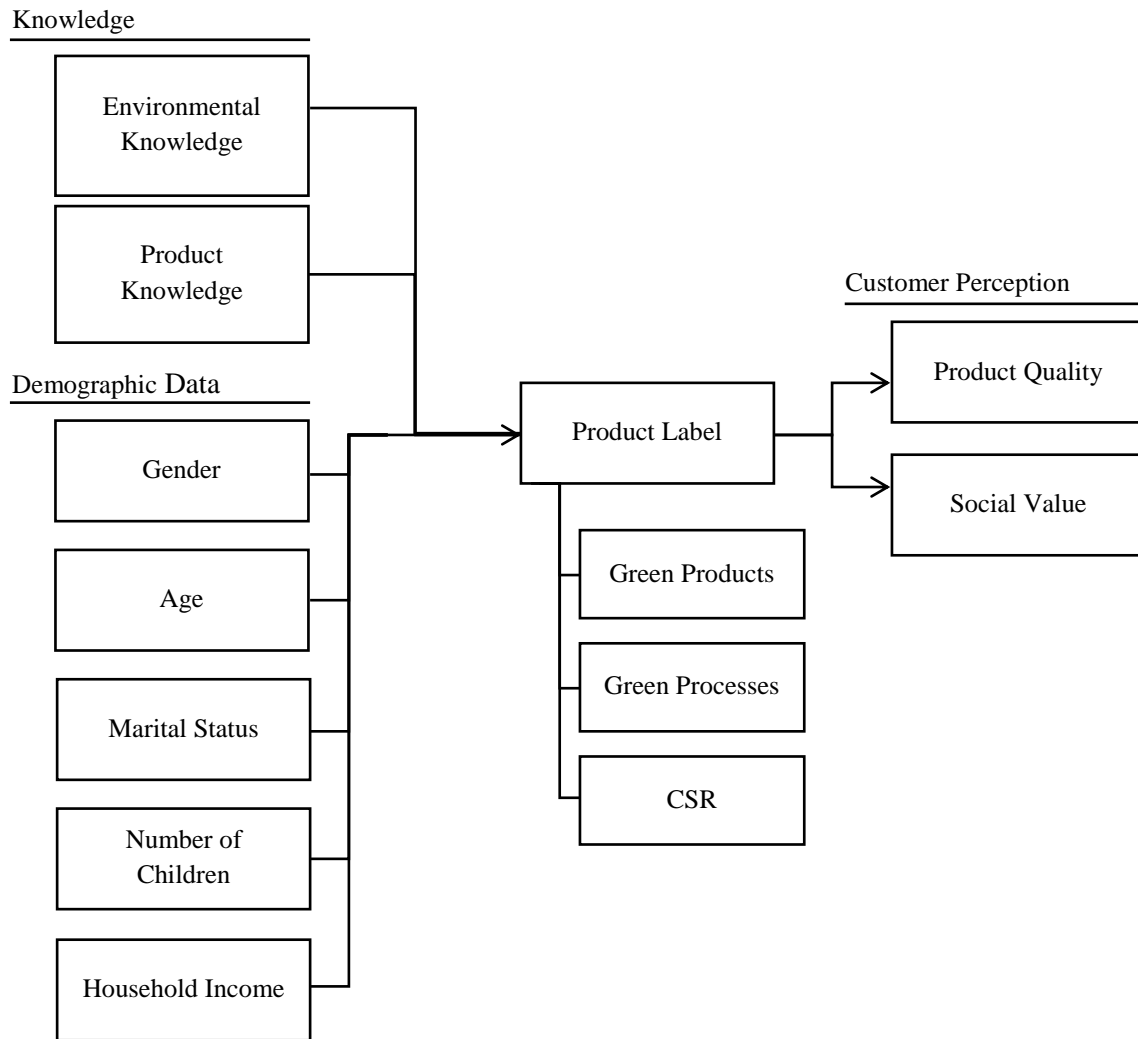 Knowledge
Environmental
Knowledge
Product
Knowledge
Demographic Data
Gender
Age
Marital Status
Number of
Children
Household Income
Product Label
Green Products
Green Processes
CSR
Customer Perception
Product Quality
Social Value